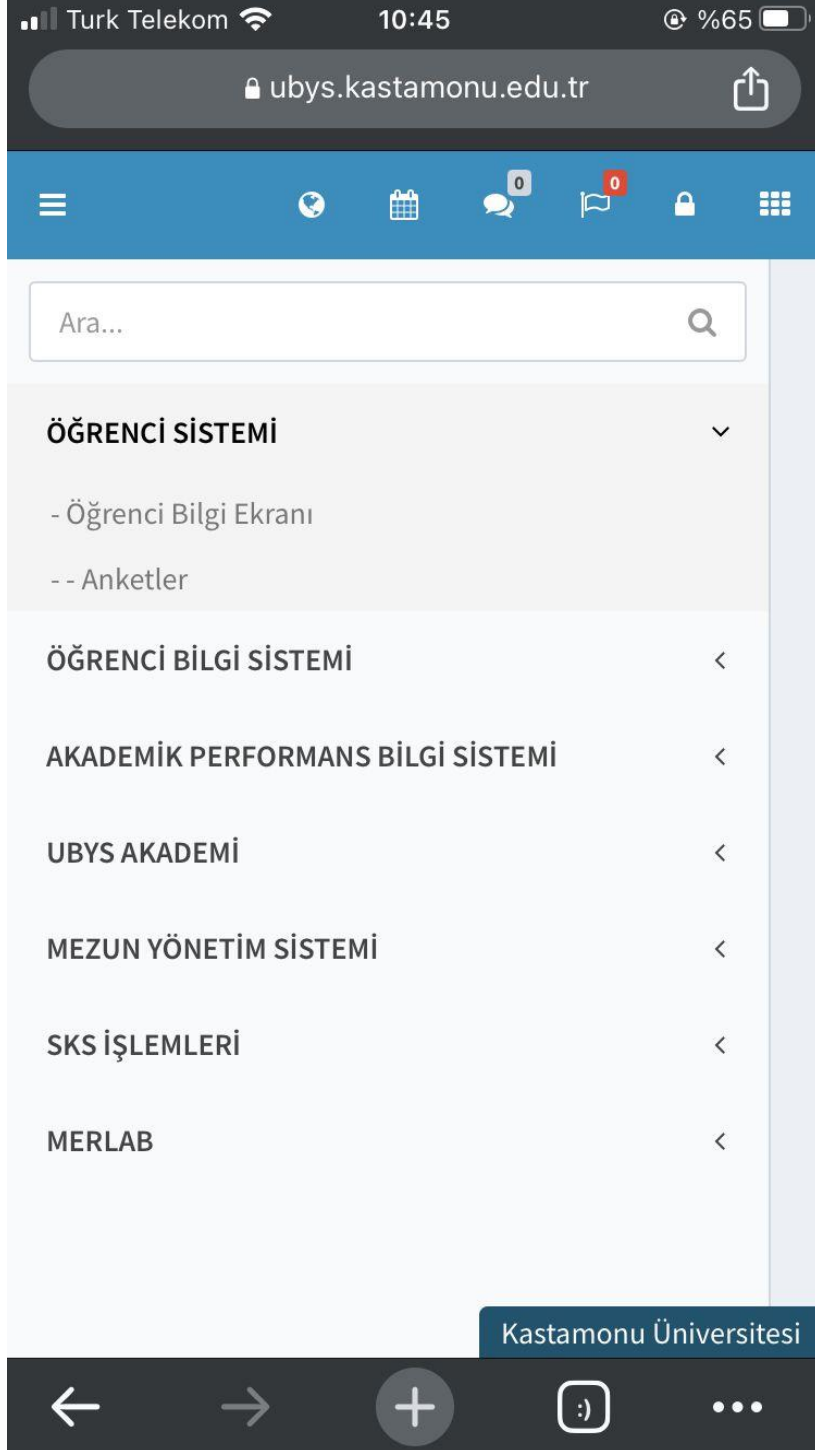 Turk Telekom 10:45 %65
ubys.kastamonu.edu.tr
0 0
Ara...
ÖĞRENCİ SİSTEMİ
- Öğrenci Bilgi Ekranı
- - Anketler
ÖĞRENCİ BİLGİ SİSTEMİ
AKADEMİK PERFORMANS BİLGİ SİSTEMİ
UBYS AKADEMİ
MEZUN YÖNETİM SİSTEMİ
SKS İŞLEMLERİ
MERLAB
Kastamonu Üniversitesi
:)